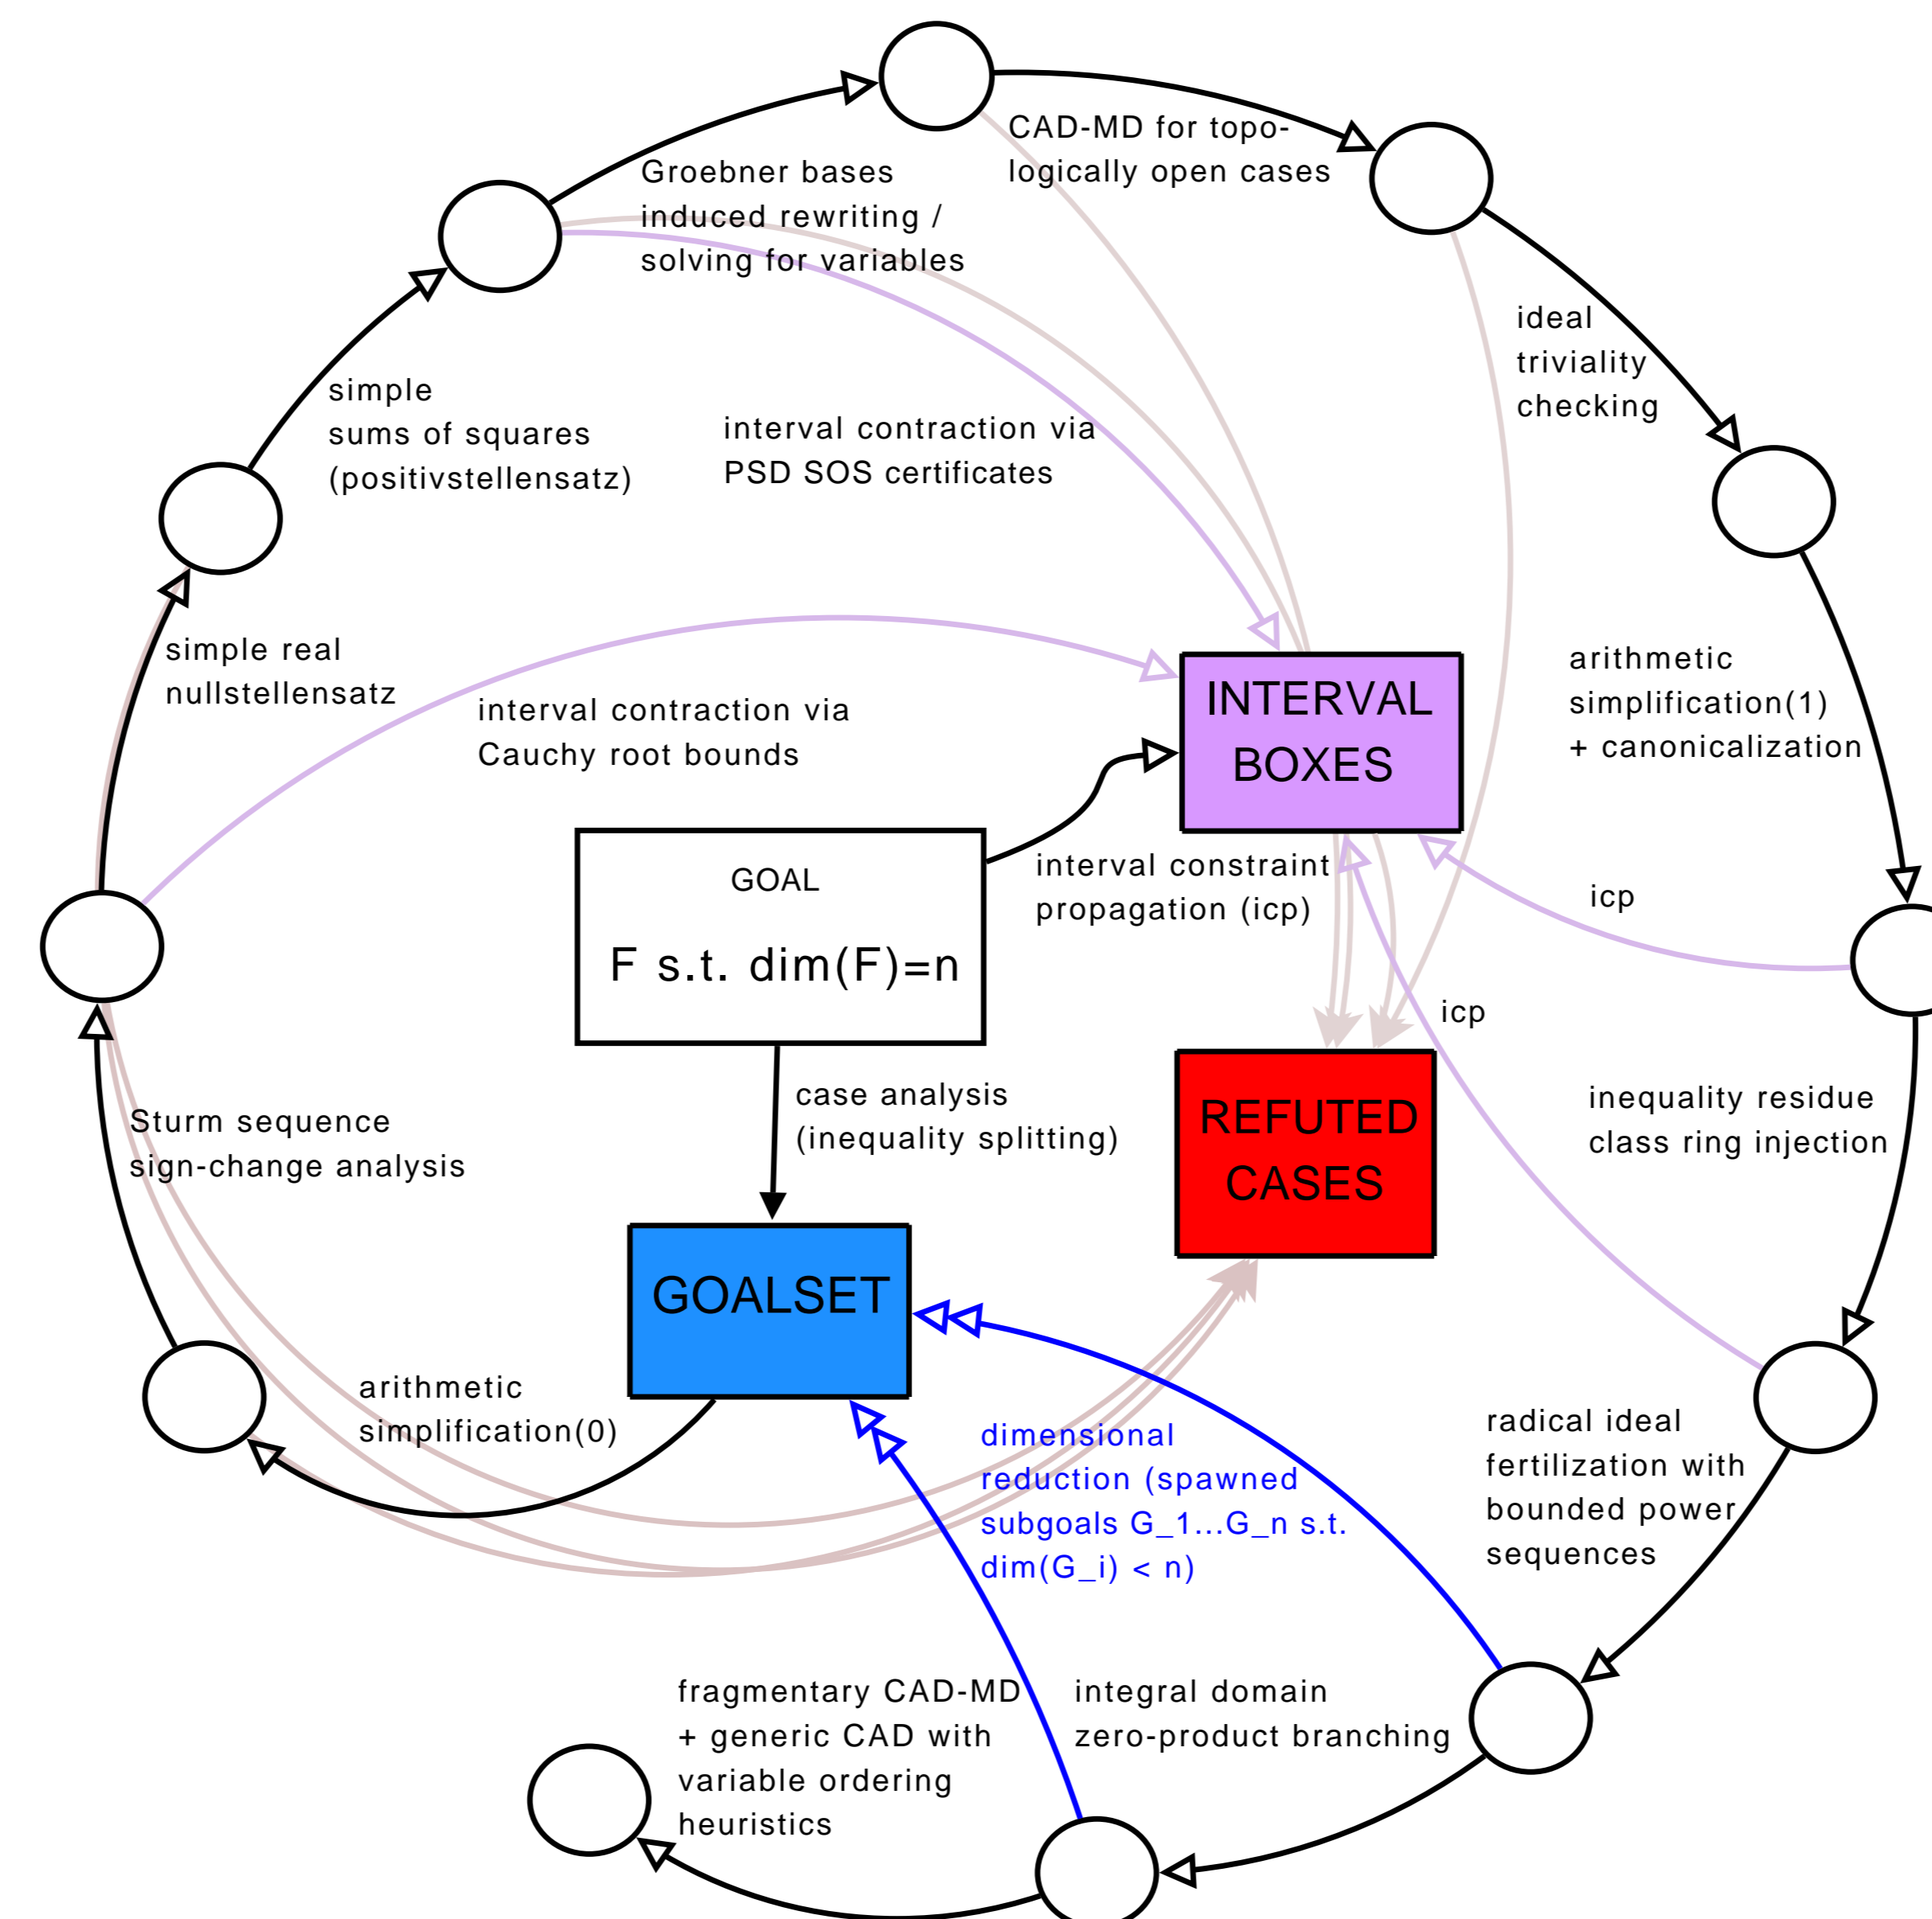 CAD-MD for topo-
logically open cases
Groebner bases
induced rewriting /
solving for variables
ideal
triviality
checking
simple
sums of squares
(positivstellensatz)
interval contraction via
PSD SOS certificates
simple real
nullstellensatz
arithmetic
simplification(1)
+ canonicalization
interval contraction via
Cauchy root bounds
INTERVAL
BOXES
GOAL
F s.t. dim(F)=n
interval constraint
propagation (icp)
icp
icp
case analysis
(inequality splitting)
REFUTED
CASES
inequality residue
class ring injection
Sturm sequence
sign-change analysis
GOALSET
arithmetic
simplification(0)
dimensional
reduction (spawned
subgoals G_1...G_n s.t.
dim(G_i) < n)
radical ideal
fertilization with
bounded power
sequences
fragmentary CAD-MD
+ generic CAD with
variable ordering
heuristics
integral domain
zero-product branching